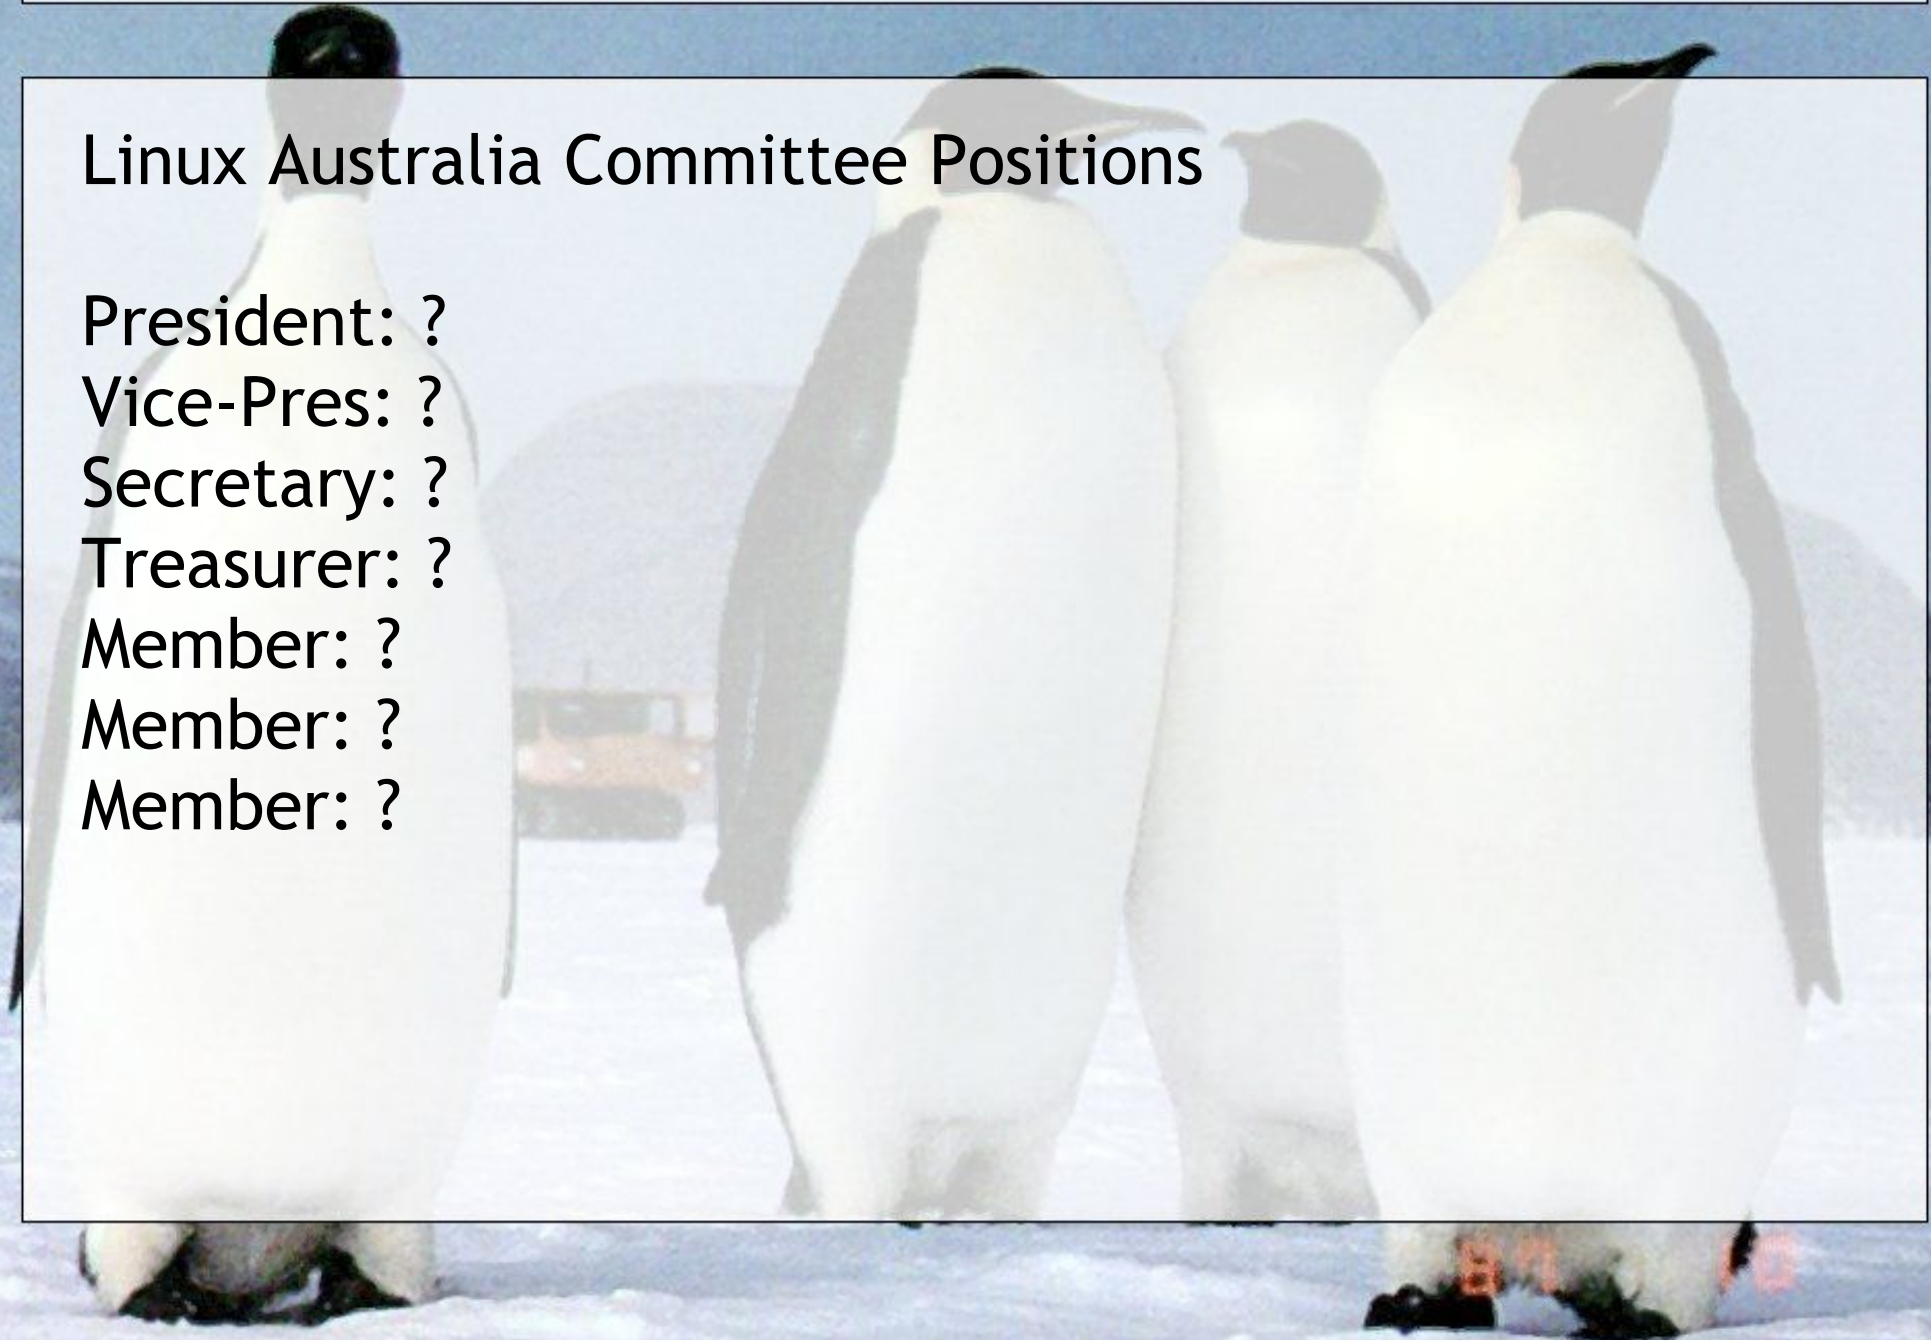 Linux Australia Committee Positions
President: ?
Vice-Pres: ?
Secretary: ?
Treasurer: ?
Member: ?
Member: ?
Member: ?